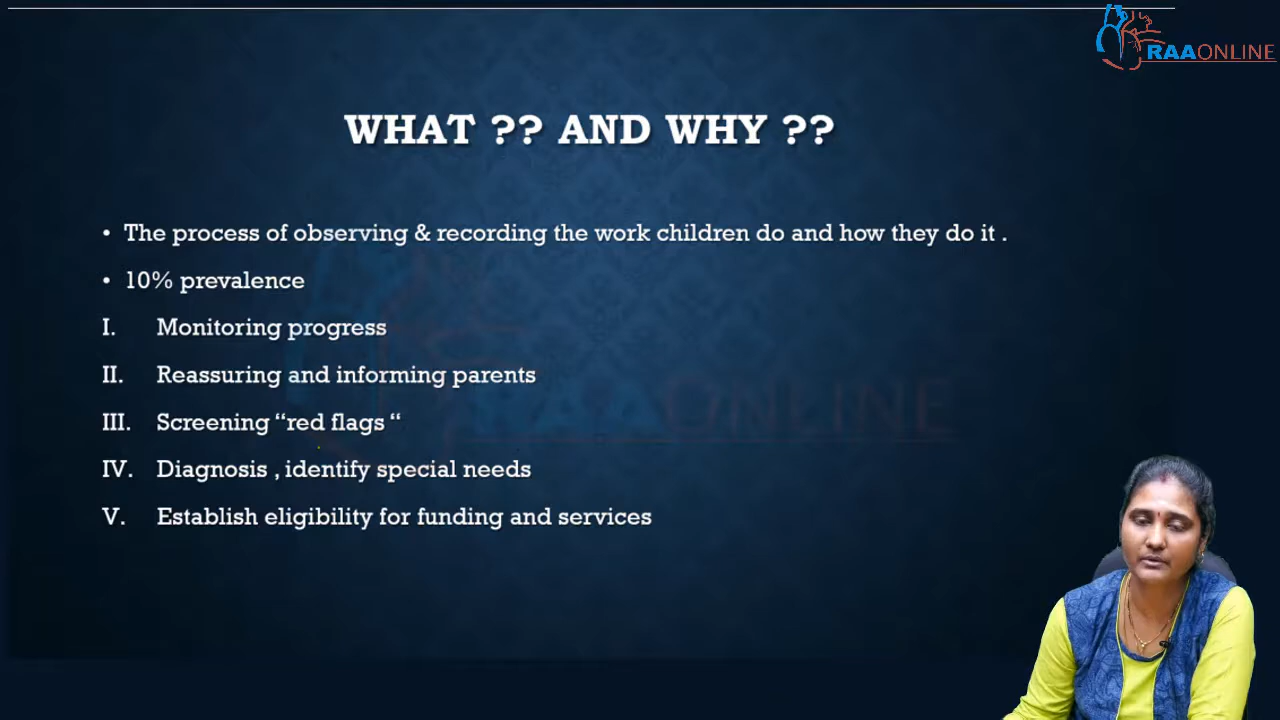 RAAONLINE
WHAT ?? AND WHY ??
• The process of observing & recording the work children do and how they do it .
• 10% prevalence
I. Monitoring progress
II. Reassuring and informing parents
III. Screening “red flags “
IV. Diagnosis , identify special needs
V. Establish eligibility for funding and services
RAAONLINE